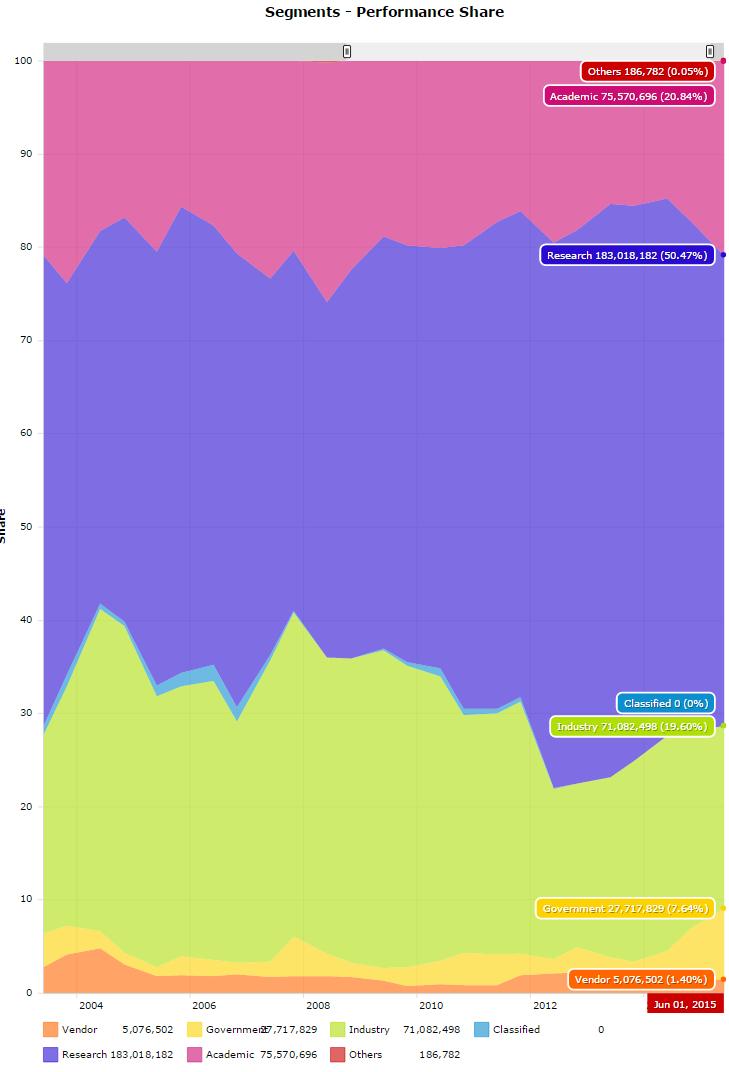 Segments - Performance Share
100
Others 186,782 (0.05%)
Academic 75,570,696 (20.84%)
90
80
Research 183,018,182 (50.47%)
70
60
50
Share
40
30
Classified 0 (0%)
Industry 71,082,498 (19.60%)
20
10
Government 27,717,829 (7.64%)
Vendor 5,076,502 (1.40%)
0
2004 2006 2008 2010 2012 Jun 01, 2015
Vendor 5,076,502 Government 27,717,829 Industry 71,082,498 Classified 0
Research 183,018,182 Academic 75,570,696 Others 186,782